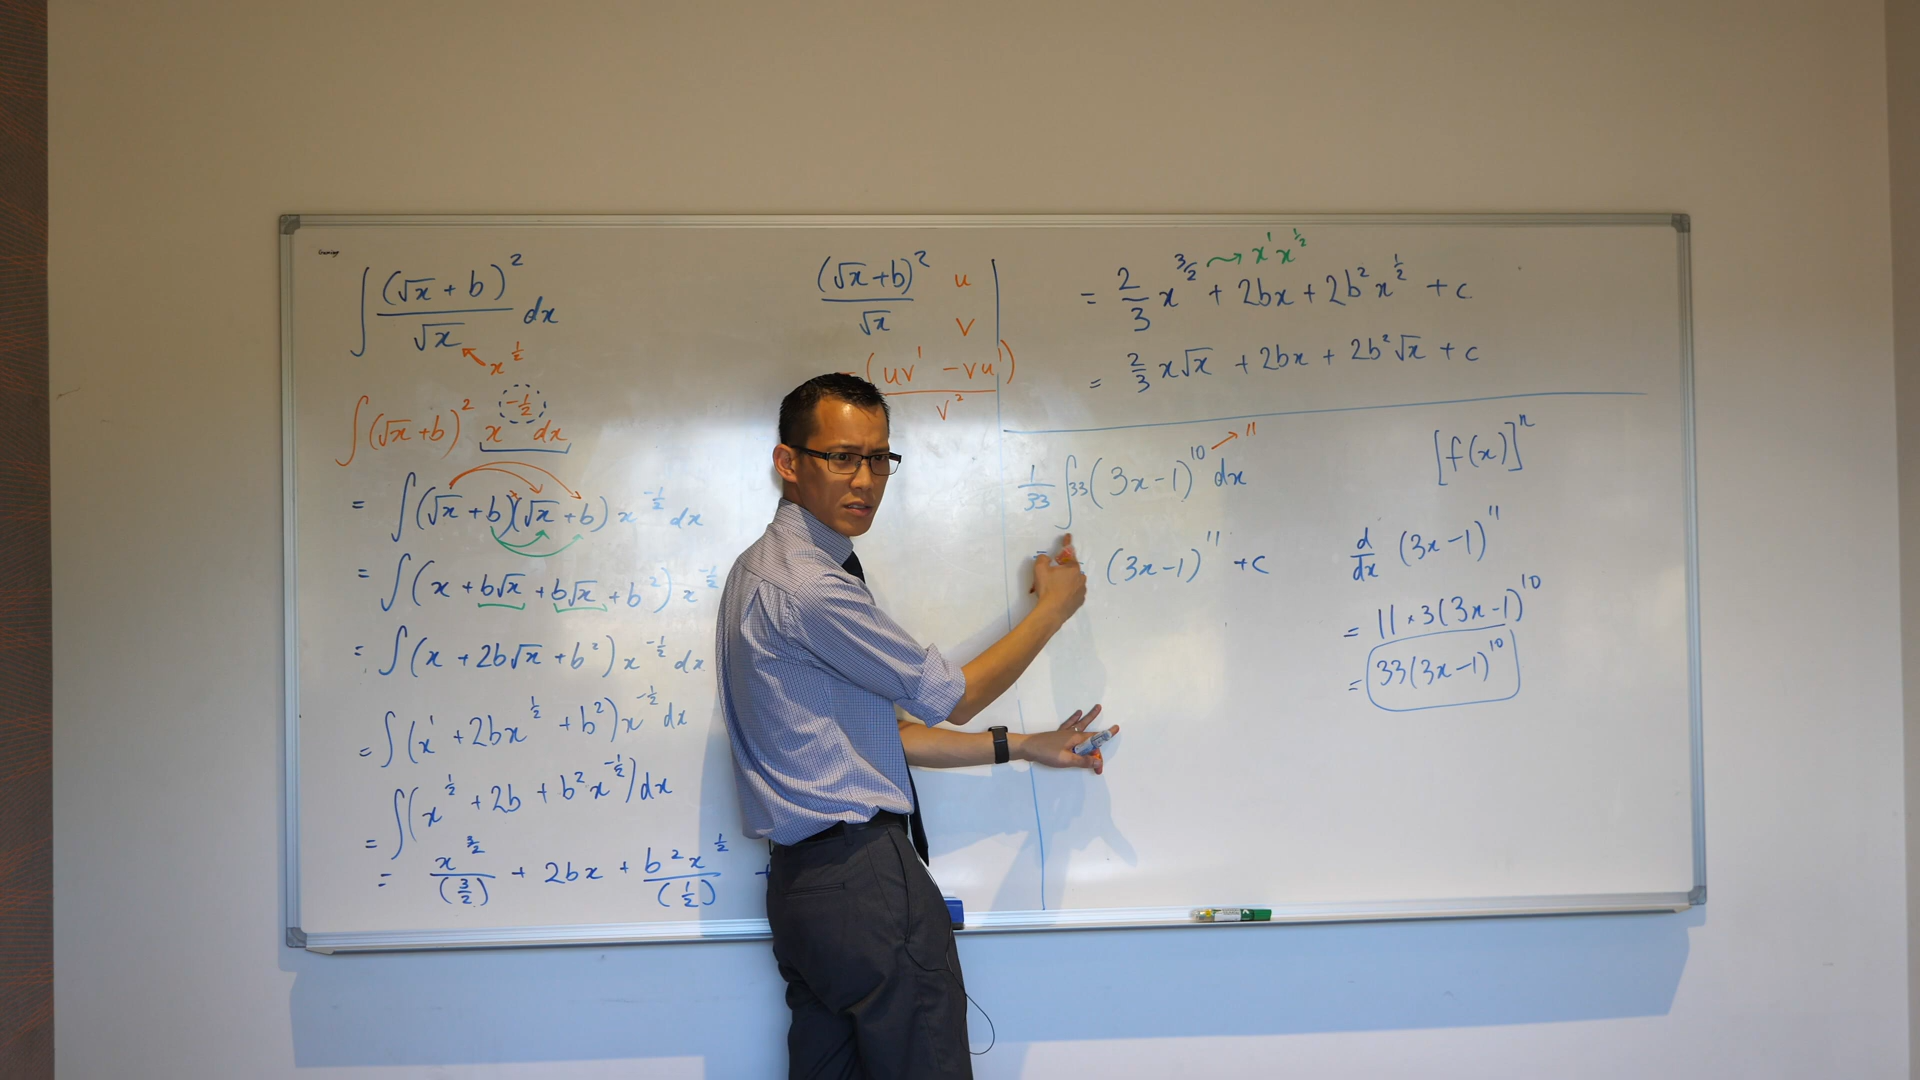 ∫ (√x + b)² / √x dx
x^½
∫ (√x + b)² x^-½ dx
= ∫ (√x + b)(√x + b) x^-½ dx
= ∫ (x + b√x + b√x + b²) x^-½
= ∫ (x + 2b√x + b²) x^-½ dx
= ∫ (x¹ + 2bx^½ + b²) x^-½ dx
= ∫ (x^½ + 2b + b²x^-½) dx
= x^3/2 / (3/2) + 2bx + b²x^½ / (½) +
(√x + b)² / √x u v
(uv' - vu') / v²
= 2/3 x^3/2 + 2bx + 2b²x^½ + c
x¹x^½
= 2/3 x√x + 2bx + 2b²√x + c
1/33 ∫ 33(3x-1)^10 dx
11
= (3x-1)^11 + c
[f(x)]^n
d/dx (3x-1)^11
= 11 × 3(3x-1)^10
= 33(3x-1)^10